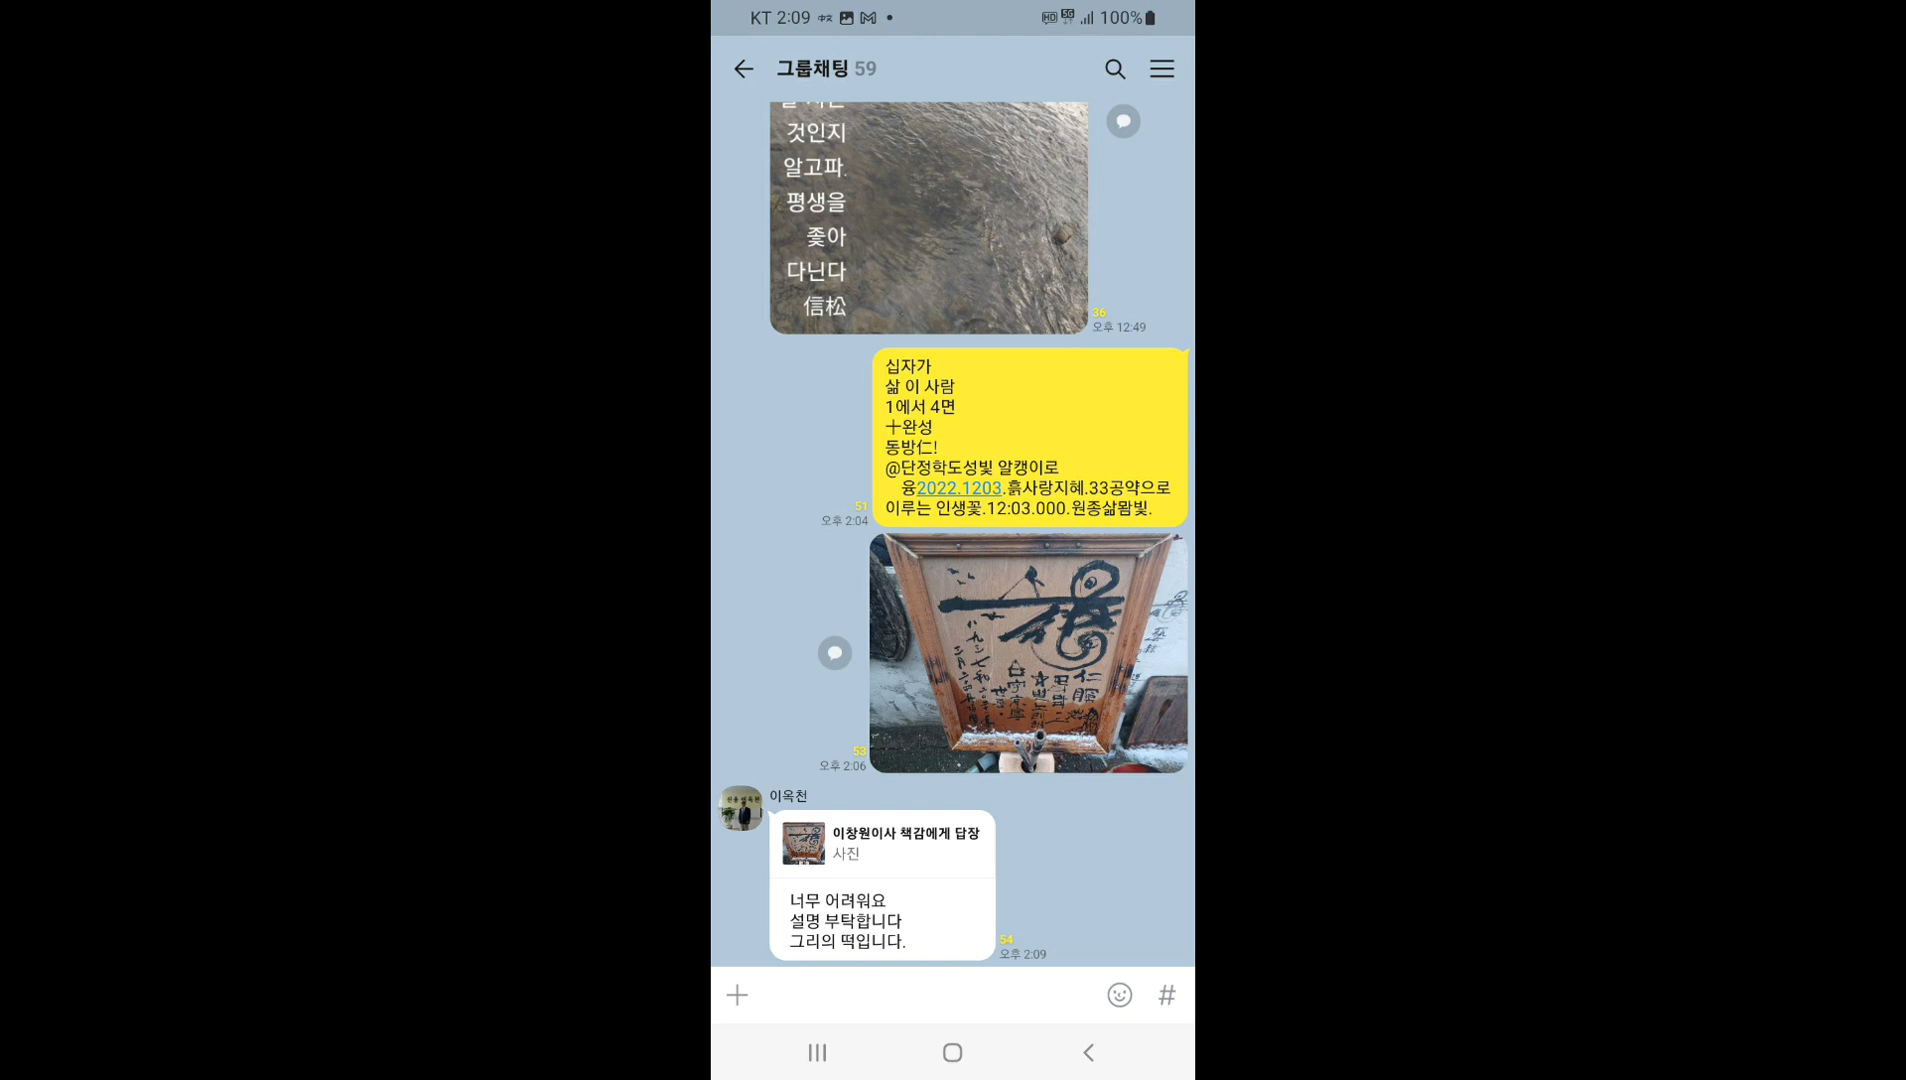 KT 2:09
100%
그룹채팅 59
것인지
알고파.
평생을
좇아
다닌다
信松
36
오후 12:49
십자가
삶 이 사람
1에서 4면
十완성
동방仁!
@단정학도성빛 알캥이로
융2022.1203.흙사랑지혜.33공약으로
이루는 인생꽃.12:03.000.원종삶뫔빛.
51
오후 2:04
53
오후 2:06
이옥천
이창원이사 책감에게 답장
사진
너무 어려워요
설명 부탁합니다
그리의 떡입니다.
54
오후 2:09
#